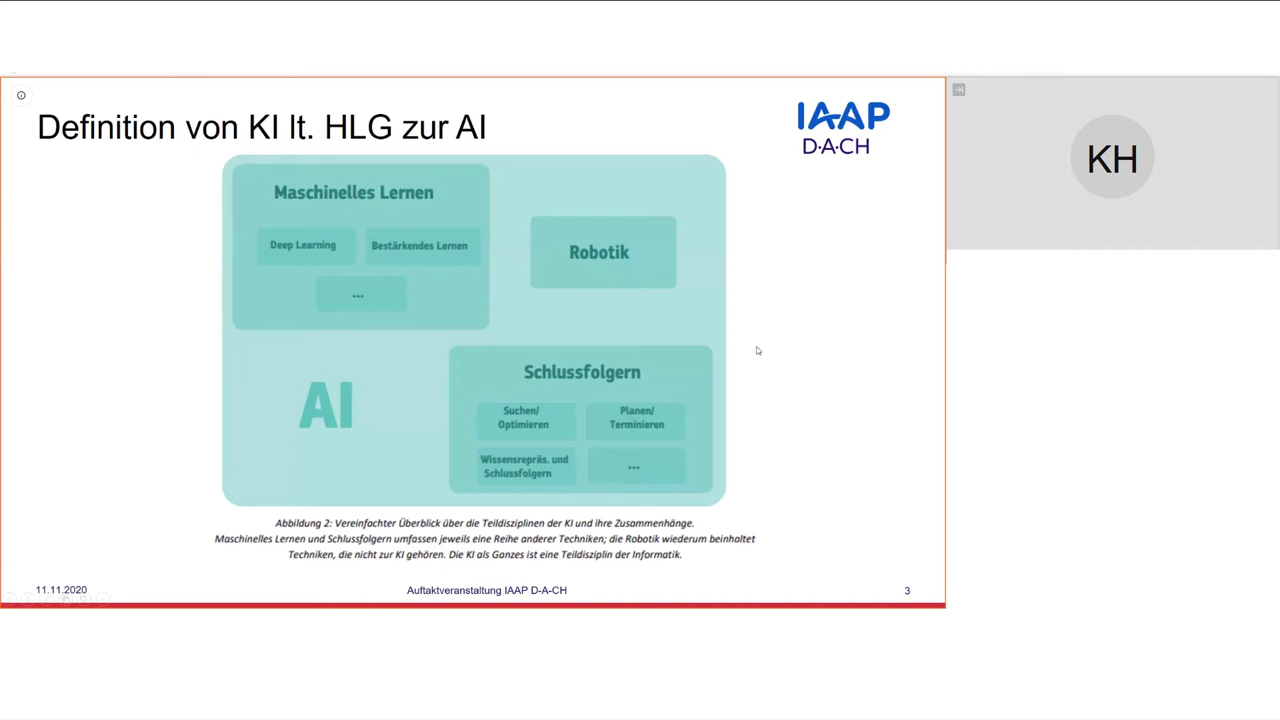 Definition von KI lt. HLG zur AI
IAAP
D·A·CH
KH
Maschinelles Lernen
Deep Learning
Bestärkendes Lernen
...
Robotik
AI
Schlussfolgern
Suchen/
Optimieren
Planen/
Terminieren
Wissensrepräs. und
Schlussfolgern
...
Abbildung 2: Vereinfachter Überblick über die Teildisziplinen der KI und ihre Zusammenhänge.
Maschinelles Lernen und Schlussfolgern umfassen jeweils eine Reihe anderer Techniken; die Robotik wiederum beinhaltet
Techniken, die nicht zur KI gehören. Die KI als Ganzes ist eine Teildisziplin der Informatik.
11.11.2020
Auftaktveranstaltung IAAP D-A-CH
3